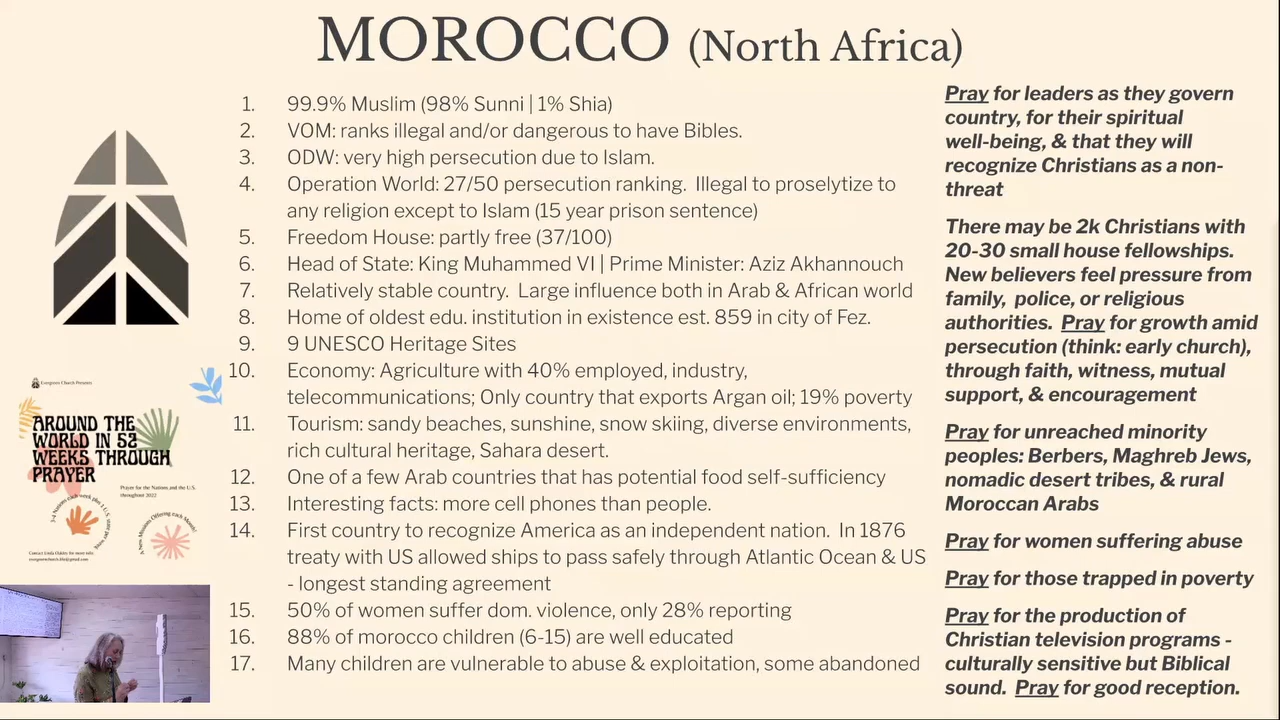 MOROCCO (North Africa)
1. 99.9% Muslim (98% Sunni | 1% Shia)
2. VOM: ranks illegal and/or dangerous to have Bibles.
3. ODW: very high persecution due to Islam.
4. Operation World: 27/50 persecution ranking. Illegal to proselytize to
any religion except to Islam (15 year prison sentence)
5. Freedom House: partly free (37/100)
6. Head of State: King Muhammed VI | Prime Minister: Aziz Akhannouch
7. Relatively stable country. Large influence both in Arab & African world
8. Home of oldest edu. institution in existence est. 859 in city of Fez.
9. 9 UNESCO Heritage Sites
10. Economy: Agriculture with 40% employed, industry,
telecommunications; Only country that exports Argan oil; 19% poverty
11. Tourism: sandy beaches, sunshine, snow skiing, diverse environments,
rich cultural heritage, Sahara desert.
12. One of a few Arab countries that has potential food self-sufficiency
13. Interesting facts: more cell phones than people.
14. First country to recognize America as an independent nation. In 1876
treaty with US allowed ships to pass safely through Atlantic Ocean & US
- longest standing agreement
15. 50% of women suffer dom. violence, only 28% reporting
16. 88% of morocco children (6-15) are well educated
17. Many children are vulnerable to abuse & exploitation, some abandoned
Pray for leaders as they govern
country, for their spiritual
well-being, & that they will
recognize Christians as a non-
threat
There may be 2k Christians with
20-30 small house fellowships.
New believers feel pressure from
family, police, or religious
authorities. Pray for growth amid
persecution (think: early church),
through faith, witness, mutual
support, & encouragement
Pray for unreached minority
peoples: Berbers, Maghreb Jews,
nomadic desert tribes, & rural
Moroccan Arabs
Pray for women suffering abuse
Pray for those trapped in poverty
Pray for the production of
Christian television programs -
culturally sensitive but Biblical
sound. Pray for good reception.
Evergreen Church Presents
AROUND THE
WORLD IN 52
WEEKS THROUGH
PRAYER
Prayer for the Nations and the U.S.
throughout 2022
A New Missions Offering each Month!